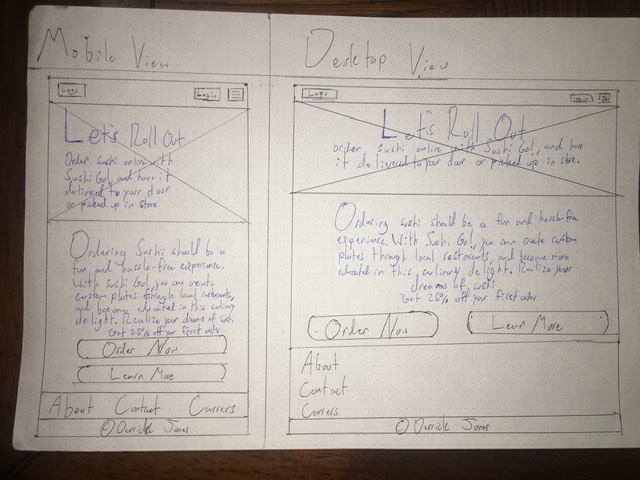 Mobile View
Logo
Login
Let's Roll Out
Order sushi online with
Sushi Go!, and have it
delivered to your door
or picked up in store
Ordering Sushi should be a
fun and hassle-free experience.
With Sushi Go!, you can create
custom plates through local restaurants,
and become educated in this culinary
delight. Realize your dreams of sushi
*Get 25% off your first order
Order Now
Learn More
About Contact Careers
© Derrick Jones
Desktop View
Logo
Login
Let's Roll Out
Order sushi online with Sushi Go!, and have
it delivered to your door or picked up in store.
Ordering sushi should be a fun and hassle-free
experience. With Sushi Go!, you can create custom
plates through local restaurants, and become more
educated in this culinary delight. Realize your
dreams of sushi
*Get 25% off your first order
Order Now
Learn More
About
Contact
Careers
© Derrick Jones